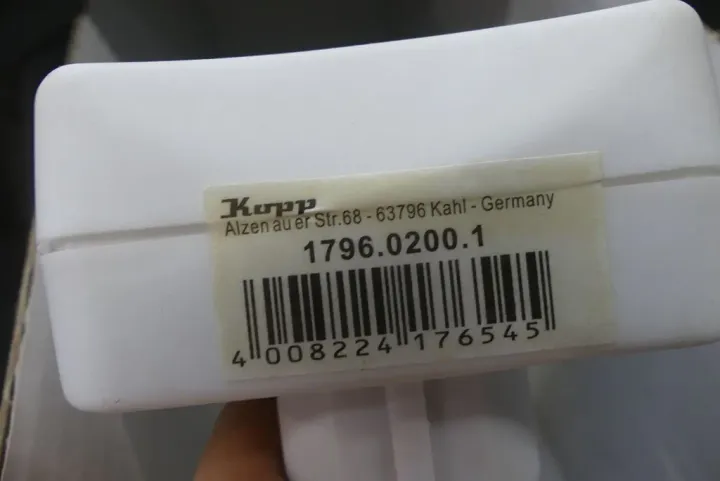 Kopp
Alzenauer Str.68 - 63796 Kahl - Germany
1796.0200.1
4 008224 176545